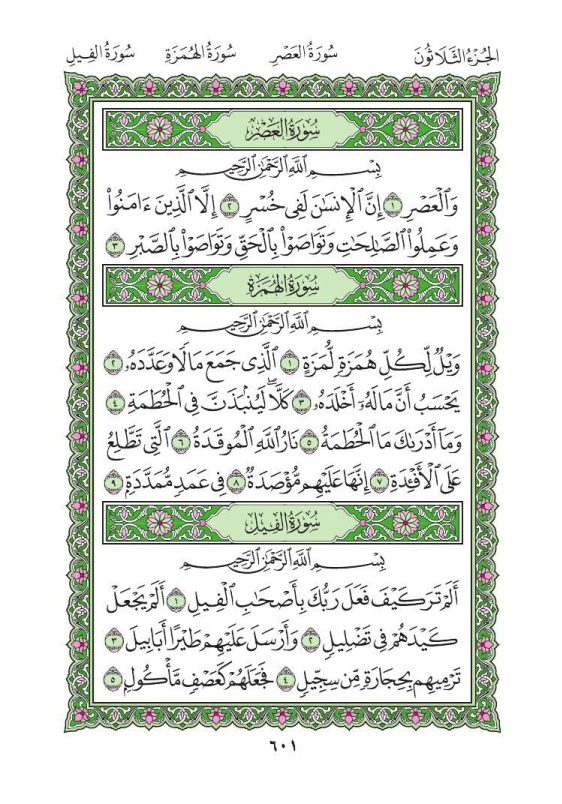 الجُزْءُ الثَّلَاثُونَ سُورَةُ العَصْرِ سُورَةُ الهُمَزَةِ سُورَةُ الفِيلِ
سُورَةُ العَصْرِ
بِسْمِ ٱللَّهِ ٱلرَّحْمَٰنِ ٱلرَّحِيمِ
وَٱلْعَصْرِ ١ إِنَّ ٱلْإِنسَٰنَ لَفِى خُسْرٍ ٢ إِلَّا ٱلَّذِينَ ءَامَنُوا۟
وَعَمِلُوا۟ ٱلصَّٰلِحَٰتِ وَتَوَاصَوْا۟ بِٱلْحَقِّ وَتَوَاصَوْا۟ بِٱلصَّبْرِ ٣
سُورَةُ الهُمَزَةِ
بِسْمِ ٱللَّهِ ٱلرَّحْمَٰنِ ٱلرَّحِيمِ
وَيْلٌ لِّكُلِّ هُمَزَةٍ لُّمَزَةٍ ١ ٱلَّذِى جَمَعَ مَالًا وَعَدَّدَهُۥ ٢
يَحْسَبُ أَنَّ مَالَهُۥٓ أَخْلَدَهُۥ ٣ كَلَّا ۖ لَيُنۢبَذَنَّ فِى ٱلْحُطَمَةِ ٤
وَمَآ أَدْرَىٰكَ مَا ٱلْحُطَمَةُ ٥ نَارُ ٱللَّهِ ٱلْمُوقَدَةُ ٦ ٱلَّتِى تَطَّلِعُ
عَلَى ٱلْأَفْـِٔدَةِ ٧ إِنَّهَا عَلَيْهِم مُّؤْصَدَةٌ ٨ فِى عَمَدٍ مُّمَدَّدَةٍۭ ٩
سُورَةُ الفِيلِ
بِسْمِ ٱللَّهِ ٱلرَّحْمَٰنِ ٱلرَّحِيمِ
أَلَمْ تَرَ كَيْفَ فَعَلَ رَبُّكَ بِأَصْحَٰبِ ٱلْفِيلِ ١ أَلَمْ يَجْعَلْ
كَيْدَهُمْ فِى تَضْلِيلٍ ٢ وَأَرْسَلَ عَلَيْهِمْ طَيْرًا أَبَابِيلَ ٣
تَرْمِيهِم بِحِجَارَةٍ مِّن سِجِّيلٍ ٤ فَجَعَلَهُمْ كَعَصْفٍ مَّأْكُولٍۭ ٥
٦٠١